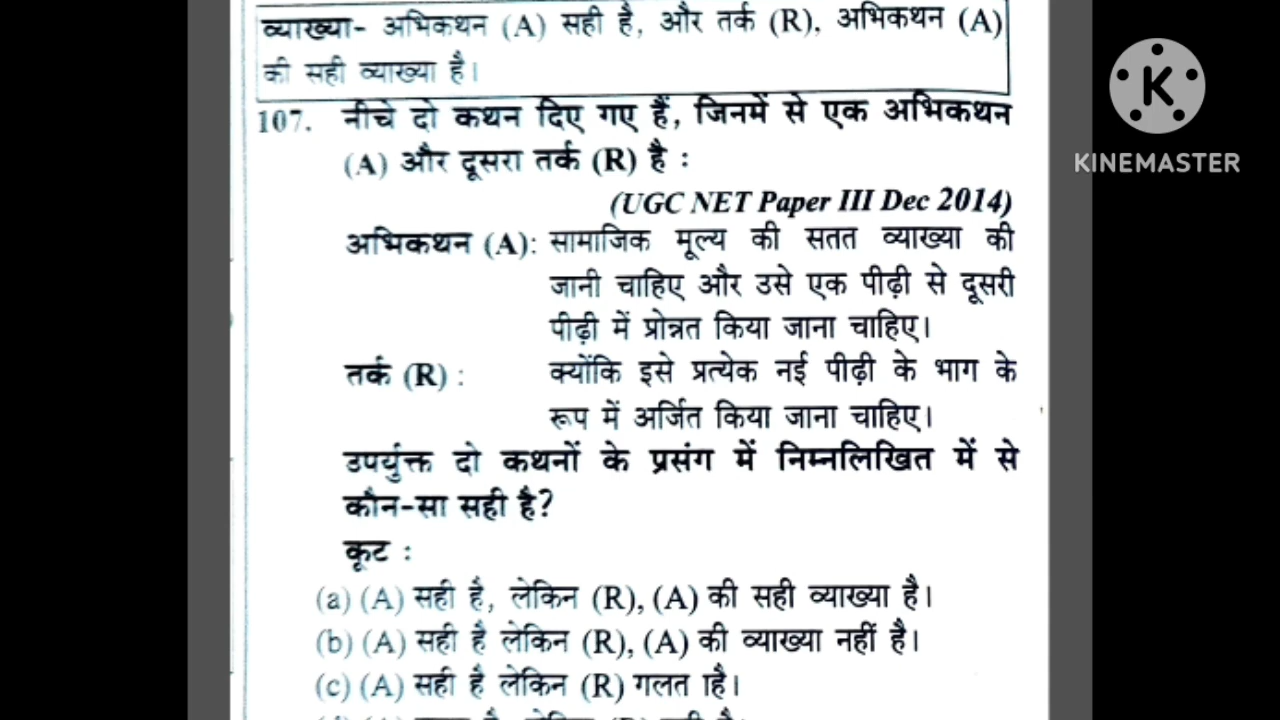 व्याख्या- अभिकथन (A) सही है, और तर्क (R), अभिकथन (A)
की सही व्याख्या है।
107. नीचे दो कथन दिए गए हैं, जिनमें से एक अभिकथन
(A) और दूसरा तर्क (R) है :
(UGC NET Paper III Dec 2014)
अभिकथन (A): सामाजिक मूल्य की सतत व्याख्या की
जानी चाहिए और उसे एक पीढ़ी से दूसरी
पीढ़ी में प्रोन्नत किया जाना चाहिए।
तर्क (R) : क्योंकि इसे प्रत्येक नई पीढ़ी के भाग के
रूप में अर्जित किया जाना चाहिए।
उपर्युक्त दो कथनों के प्रसंग में निम्नलिखित में से
कौन-सा सही है?
कूट :
(a) (A) सही है, लेकिन (R), (A) की सही व्याख्या है।
(b) (A) सही है लेकिन (R), (A) की व्याख्या नहीं है।
(c) (A) सही है लेकिन (R) गलत ाहै।
K
KINEMASTER